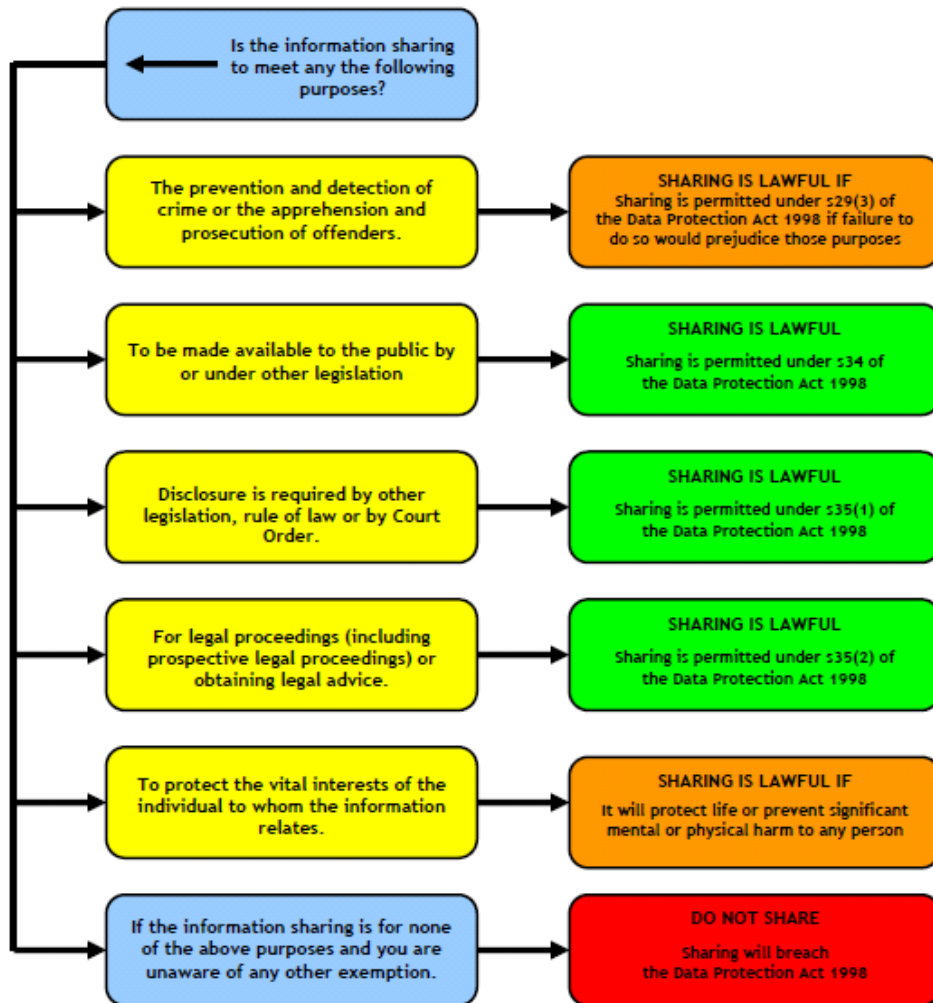 Is the information sharing
to meet any the following
purposes?
The prevention and detection of
crime or the apprehension and
prosecution of offenders.
SHARING IS LAWFUL IF
Sharing is permitted under s29(3) of
the Data Protection Act 1998 if failure to
do so would prejudice those purposes
To be made available to the public by
or under other legislation
SHARING IS LAWFUL
Sharing is permitted under s34 of
the Data Protection Act 1998
Disclosure is required by other
legislation, rule of law or by Court
Order.
SHARING IS LAWFUL
Sharing is permitted under s35(1) of
the Data Protection Act 1998
For legal proceedings (including
prospective legal proceedings) or
obtaining legal advice.
SHARING IS LAWFUL
Sharing is permitted under s35(2) of
the Data Protection Act 1998
To protect the vital interests of the
individual to whom the information
relates.
SHARING IS LAWFUL IF
It will protect life or prevent significant
mental or physical harm to any person
If the information sharing is for none
of the above purposes and you are
unaware of any other exemption.
DO NOT SHARE
Sharing will breach
the Data Protection Act 1998